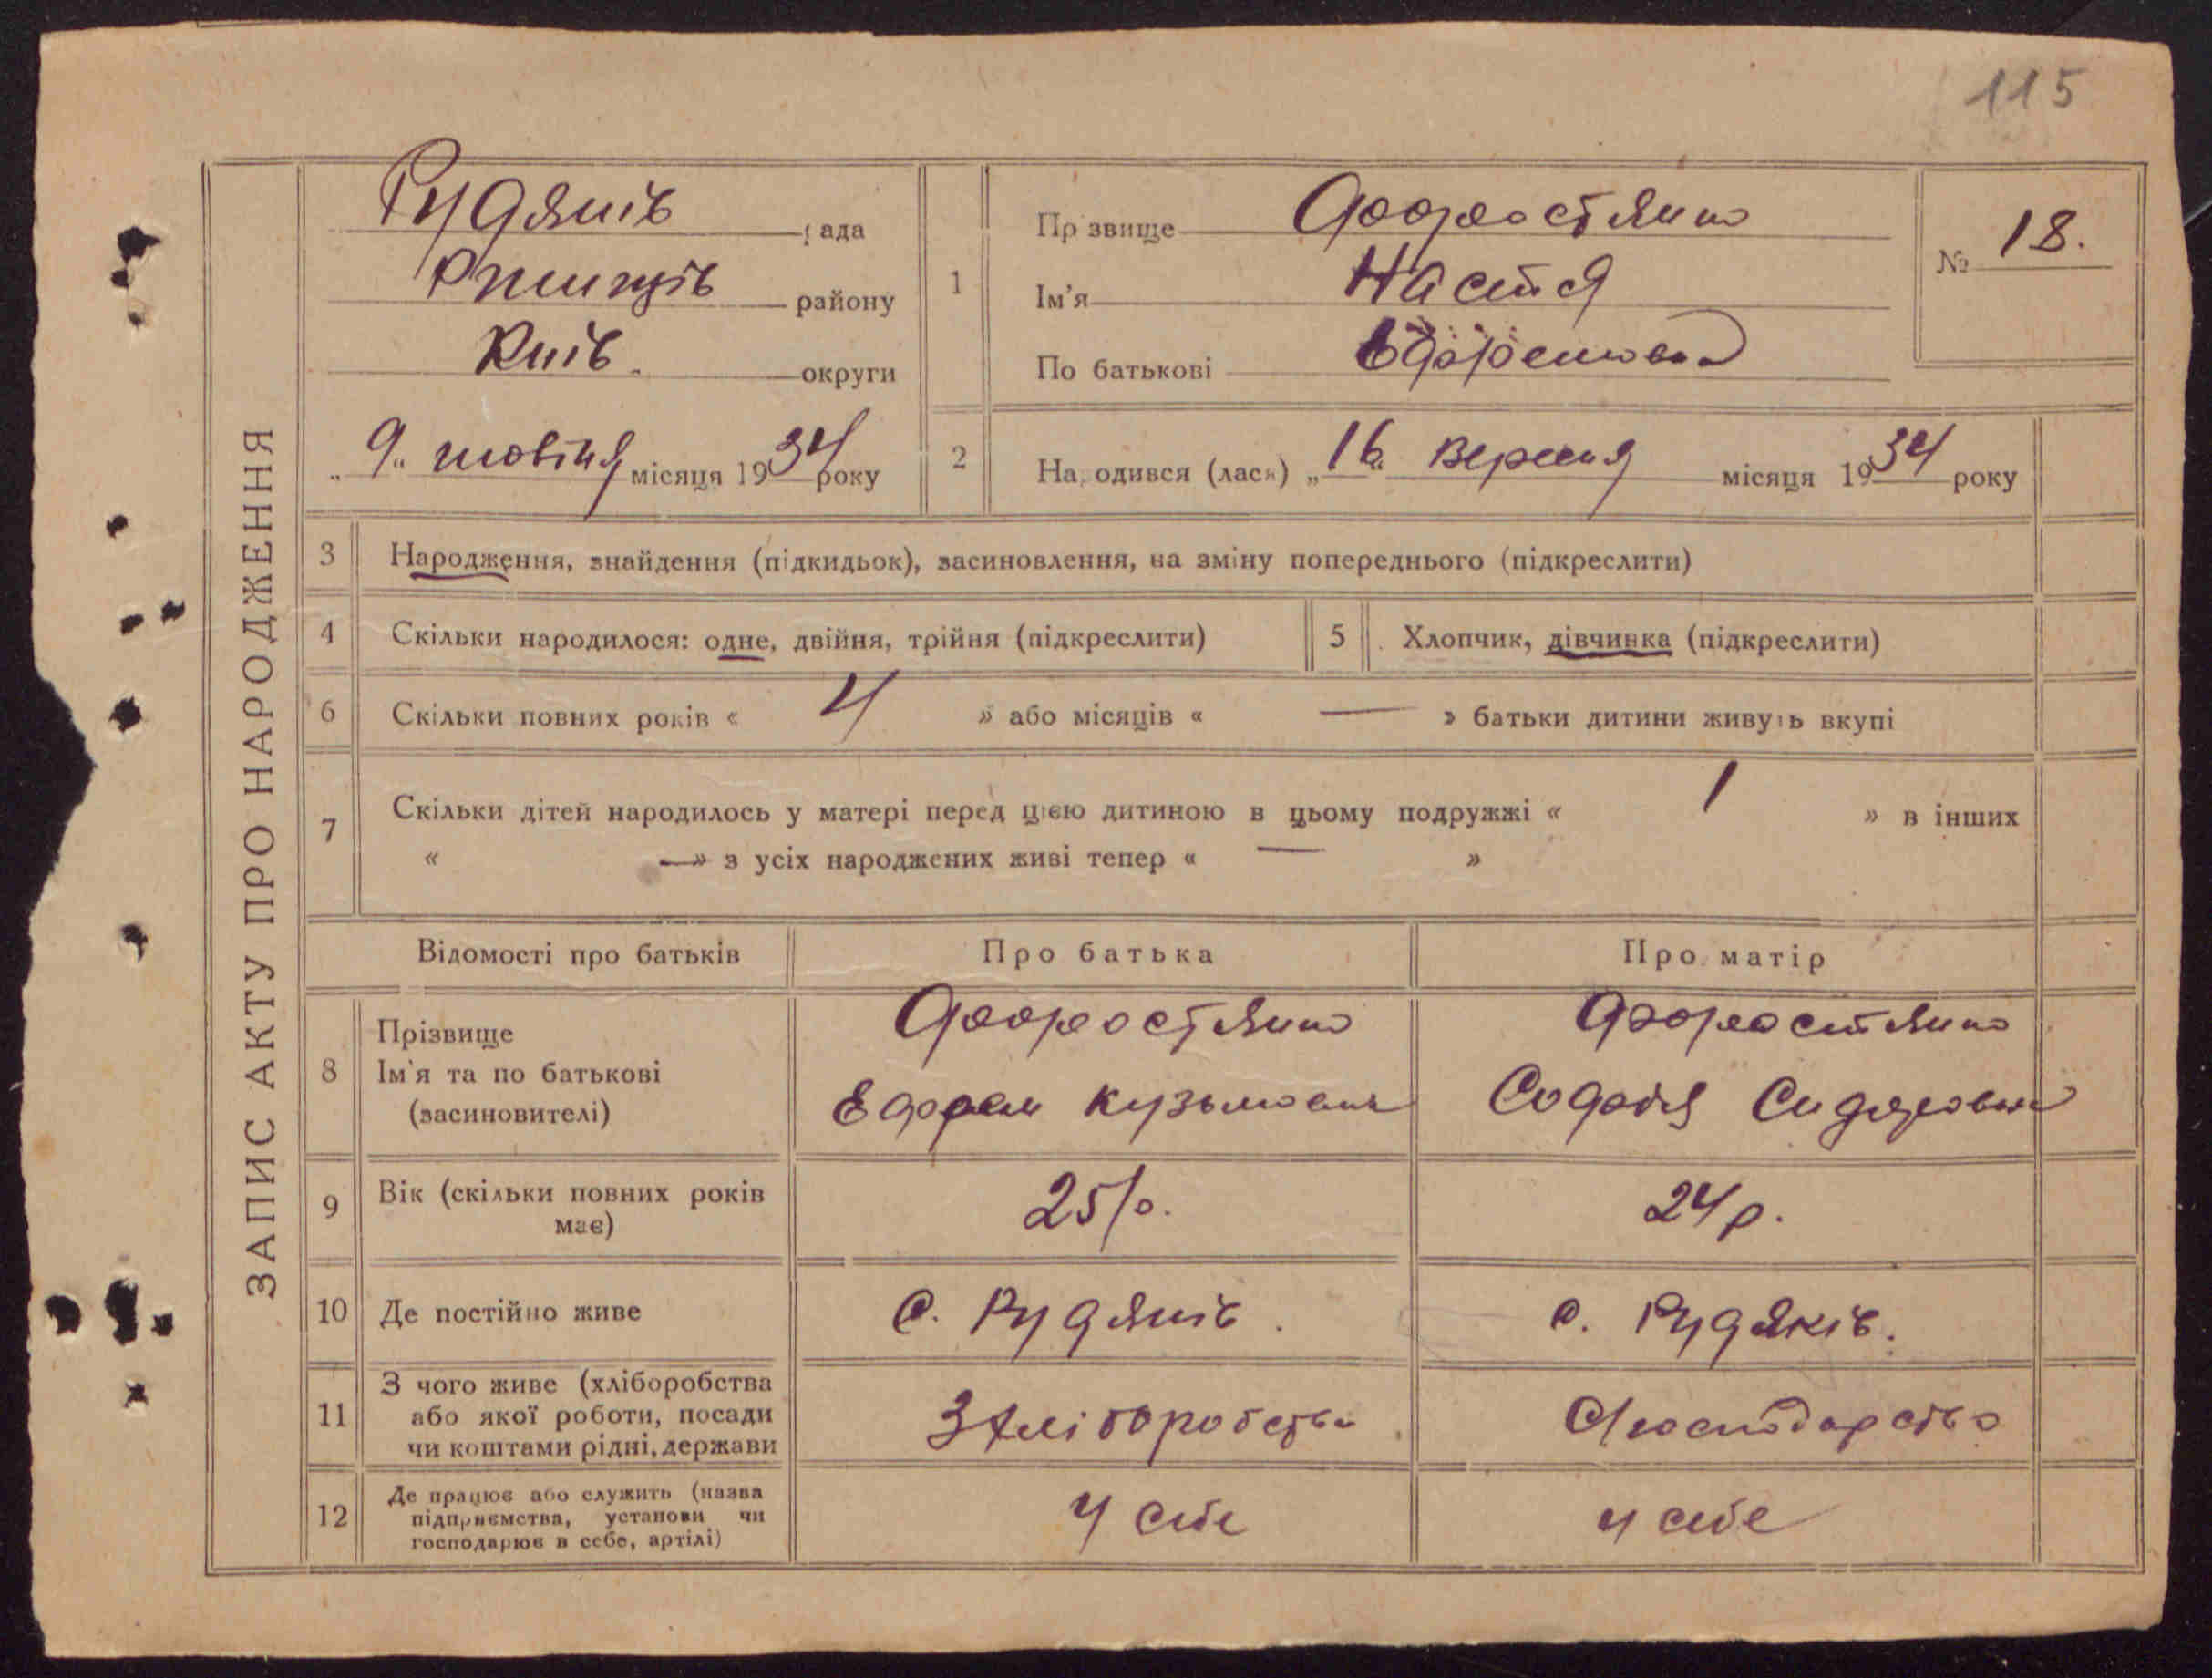 115
ЗАПИС АКТУ ПРО НАРОДЖЕННЯ
Рудяків рада
Ржищів району
Київ. округи
„9“ жовтня місяця 1934 року
1
Прізвище Фороостянко
Ім'я Настя
По батькові Єфремовна
№ 18.
2 Народився (лася) „16“ Вересня місяця 1934 року
3 Народження, знайдення (підкидьок), засиновлення, на зміну попереднього (підкреслити)
4 Скільки народилося: одне, двійня, трійня (підкреслити)
5 Хлопчик, дівчинка (підкреслити)
6 Скільки повних років « 4 » або місяців « — » батьки дитини живуть вкупі
7 Скільки дітей народилось у матері перед цією дитиною в цьому подружжі « 1 » в інших
« —» з усіх народжених живі тепер « — »
Відомості про батьків Про батька Про матір
8 Прізвище
Ім'я та по батькові
(засиновителі)
Ефрем Кузьмович
Софія Сидоровна
9 Вік (скільки повних років
має)
25 р.
24 р.
10 Де постійно живе
с. Рудяків.
с. Рудяків.
11 З чого живе (хліборобства
або якої роботи, посади
чи коштами рідні, держави
З хліборобства
Господарство
12 Де працює або служить (назва
підприємства, установи чи
господарює в себе, артілі)
у себе
у себе